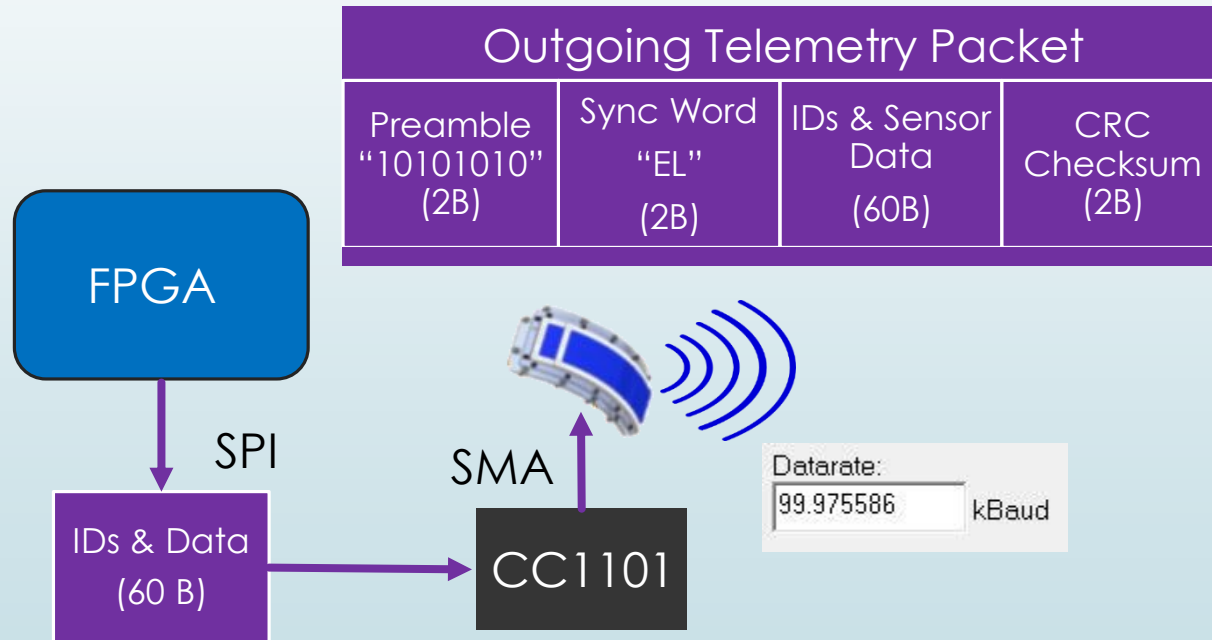 Outgoing Telemetry Packet
Preamble
“10101010”
(2B)
Sync Word
“EL”
(2B)
IDs & Sensor
Data
(60B)
CRC
Checksum
(2B)
FPGA
SPI
SMA
Datarate:
99.975586 kBaud
IDs & Data
(60 B)
CC1101